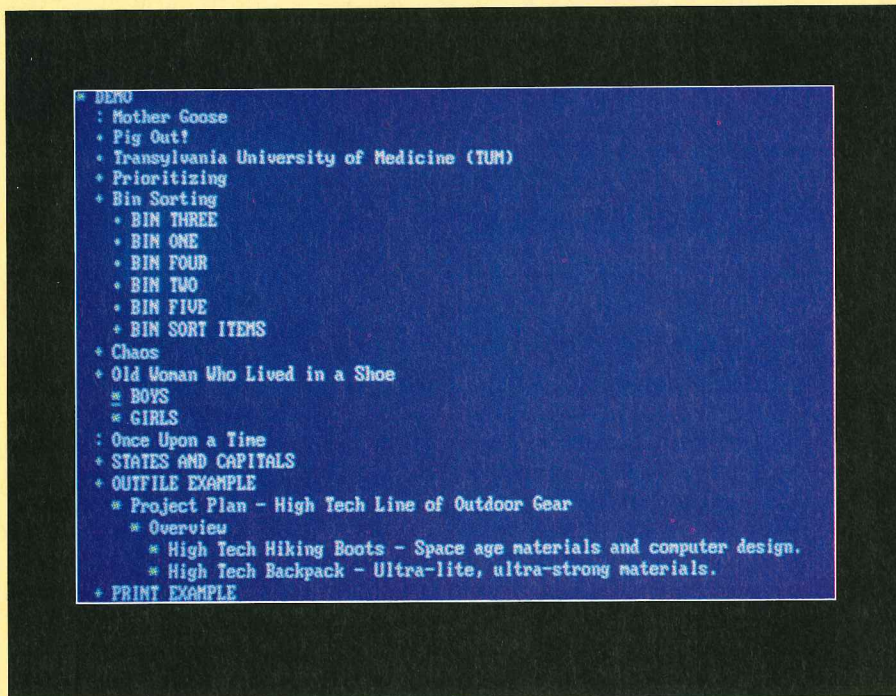 * DEMO
: Mother Goose
+ Pig Out!
+ Transylvania University of Medicine (TUM)
+ Prioritizing
+ Bin Sorting
+ BIN THREE
+ BIN ONE
+ BIN FOUR
+ BIN TWO
+ BIN FIVE
+ BIN SORT ITEMS
+ Chaos
+ Old Woman Who Lived in a Shoe
* BOYS
* GIRLS
: Once Upon a Time
+ STATES AND CAPITALS
+ OUTFILE EXAMPLE
* Project Plan - High Tech Line of Outdoor Gear
* Overview
* High Tech Hiking Boots - Space age materials and computer design.
* High Tech Backpack - Ultra-lite, ultra-strong materials.
+ PRINT EXAMPLE